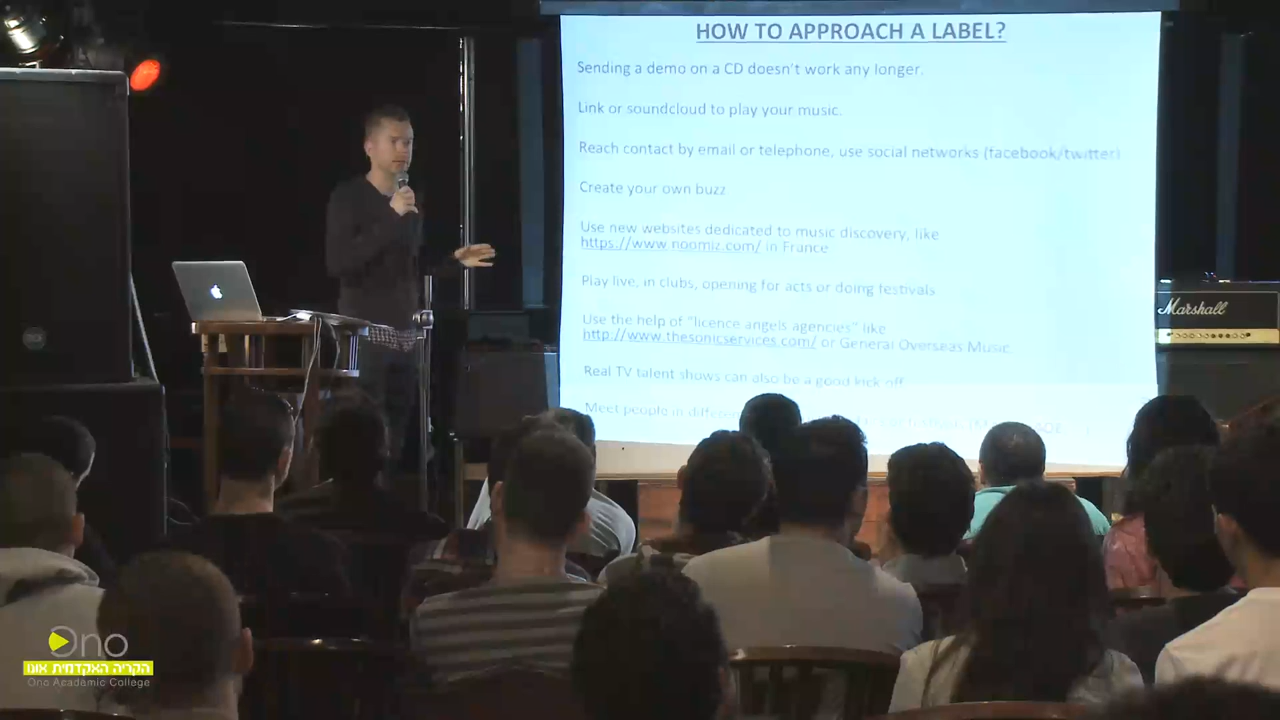 HOW TO APPROACH A LABEL?
Sending a demo on a CD doesn't work any longer.
Link or soundcloud to play your music.
Reach contact by email or telephone, use social networks (facebook/twitter)
Create your own buzz
Use new websites dedicated to music discovery, like
https://www.noomiz.com/ in France
Play live, in clubs, opening for acts or doing festivals
Use the help of "licence angels agencies" like
http://www.thesonicservices.com/ or General Overseas Music
Real TV talent shows can also be a good kick off
Meet people in
Marshall
Ono
הקריה האקדמית אונו
Ono Academic College